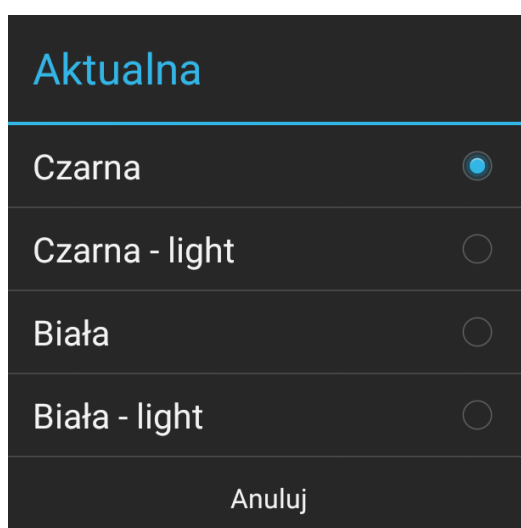 Aktualna
Czarna
Czarna - light
Biała
Biała - light
Anuluj